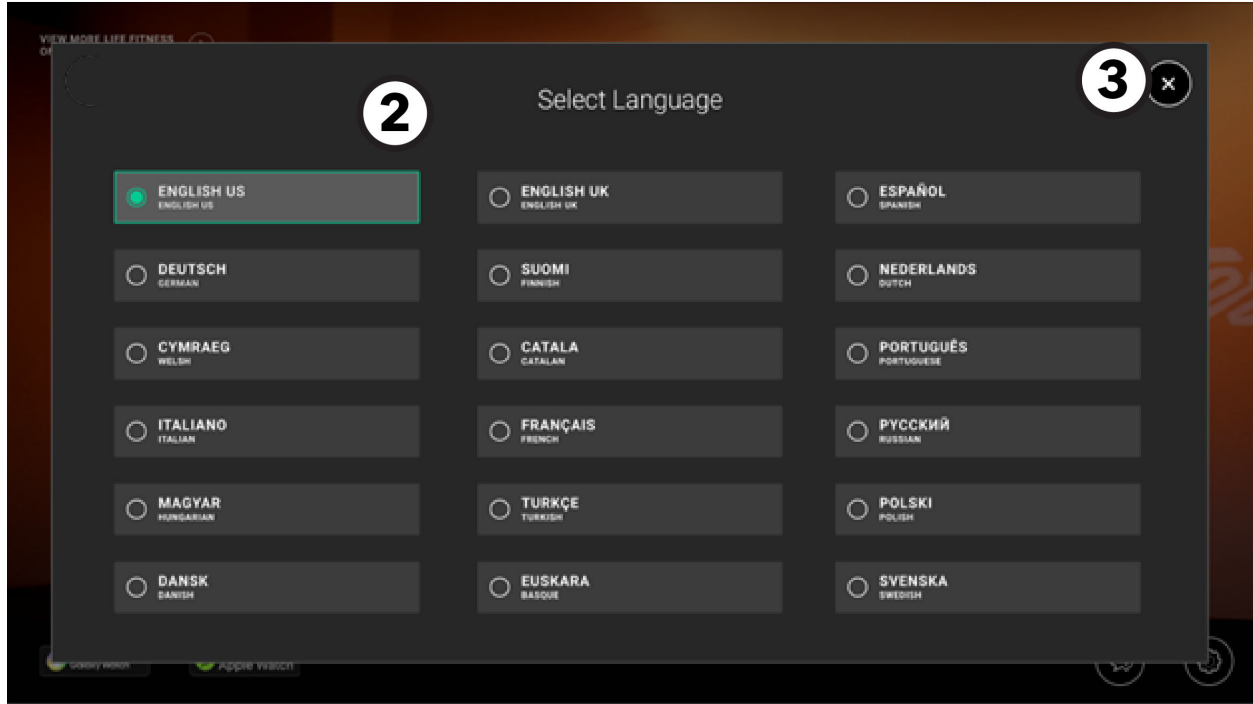 VIEW MORE LIFE FITNESS
2
Select Language
3
ENGLISH US
ENGLISH US
ENGLISH UK
ENGLISH UK
ESPAÑOL
SPANISH
DEUTSCH
GERMAN
SUOMI
FINNISH
NEDERLANDS
DUTCH
CYMRAEG
WELSH
CATALA
CATALAN
PORTUGUÊS
PORTUGUESE
ITALIANO
ITALIAN
FRANÇAIS
FRENCH
РУССКИЙ
RUSSIAN
MAGYAR
HUNGARIAN
TURKÇE
TURKISH
POLSKI
POLISH
DANSK
DANISH
EUSKARA
BASQUE
SVENSKA
SWEDISH
Galaxy Watch
Apple Watch